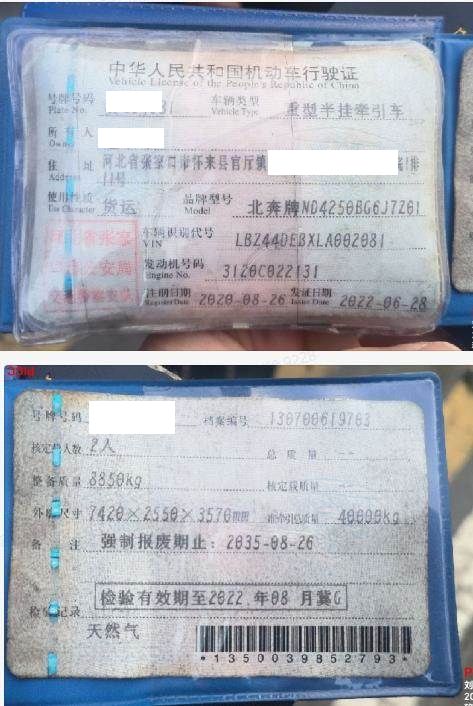 中华人民共和国机动车行驶证
Vehicle License of the People's Republic of China
号牌号码 车辆类型 重型半挂牵引车
Plate No. Vehicle Type
所有人
Owner
住址 河北省张家口市怀来县官厅镇
Address
使用性质 货运 品牌型号 北奔牌ND4250BG6J7Z01
Use Character Model
车辆识别代号 LBZ44DEBXLA002081
VIN
发动机号码 3120C022131
Engine No.
注册日期 2020-08-26 发证日期 2022-06-28
Register Date Issue Date
号牌号码 档案编号 130700619763
核定载人数 2人 总质量 --
整备质量 8850kg 核定载质量 --
外廓尺寸 7420×2550×3570mm 准牵引总质量 40000kg
备注 强制报废期止：2035-08-26
检验有效期至2022年08月冀G
检验记录
天然气
*1350039852793*